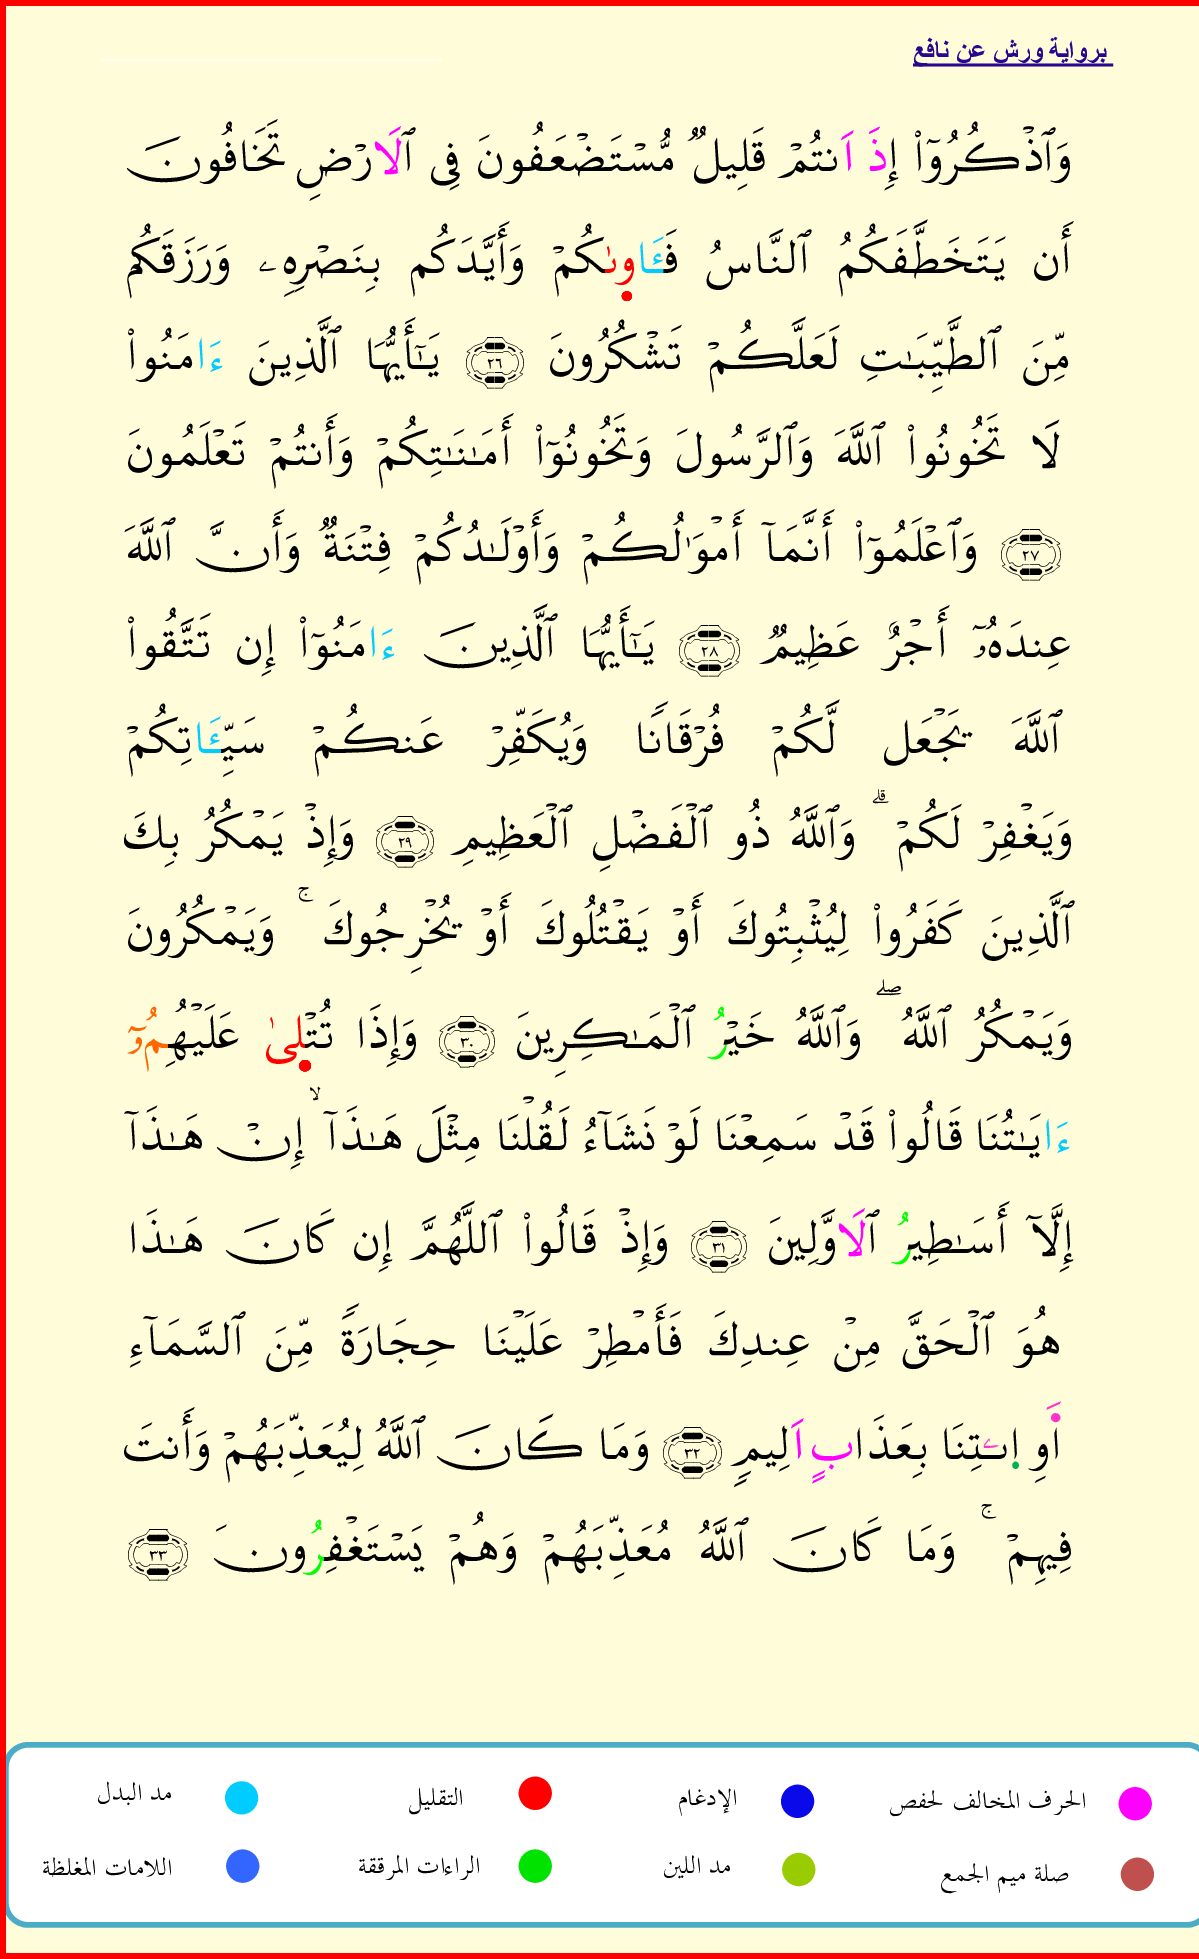 برواية ورش عن نافع
وَٱذْكُرُوٓا۟ إِذَ اَنتُمْ قَلِيلٌ مُّسْتَضْعَفُونَ فِى ٱلَارْضِ تَخَافُونَ
أَن يَتَخَطَّفَكُمُ ٱلنَّاسُ فَـَٔاوىٰكُمْ وَأَيَّدَكُم بِنَصْرِهِۦ وَرَزَقَكُم
مِّنَ ٱلطَّيِّبَـٰتِ لَعَلَّكُمْ تَشْكُرُونَ ٢٦ يَـٰٓأَيُّهَا ٱلَّذِينَ ءَامَنُوا۟
لَا تَخُونُوا۟ ٱللَّهَ وَٱلرَّسُولَ وَتَخُونُوٓا۟ أَمَـٰنَـٰتِكُمْ وَأَنتُمْ تَعْلَمُونَ
٢٧ وَٱعْلَمُوٓا۟ أَنَّمَآ أَمْوَٰلُكُمْ وَأَوْلَـٰدُكُمْ فِتْنَةٌ وَأَنَّ ٱللَّهَ
عِندَهُۥٓ أَجْرٌ عَظِيمٌ ٢٨ يَـٰٓأَيُّهَا ٱلَّذِينَ ءَامَنُوٓا۟ إِن تَتَّقُوا۟
ٱللَّهَ يَجْعَل لَّكُمْ فُرْقَانًا وَيُكَفِّرْ عَنكُمْ سَيِّـَٔاتِكُمْ
وَيَغْفِرْ لَكُمْ ۗ وَٱللَّهُ ذُو ٱلْفَضْلِ ٱلْعَظِيمِ ٢٩ وَإِذْ يَمْكُرُ بِكَ
ٱلَّذِينَ كَفَرُوا۟ لِيُثْبِتُوكَ أَوْ يَقْتُلُوكَ أَوْ يُخْرِجُوكَ ۚ وَيَمْكُرُونَ
وَيَمْكُرُ ٱللَّهُ ۖ وَٱللَّهُ خَيْرُ ٱلْمَـٰكِرِينَ ٣٠ وَإِذَا تُتْلىٰ عَلَيْهِمُۥٓ
ءَايَـٰتُنَا قَالُوا۟ قَدْ سَمِعْنَا لَوْ نَشَآءُ لَقُلْنَا مِثْلَ هَـٰذَآ ۙ إِنْ هَـٰذَآ
إِلَّآ أَسَـٰطِيرُ ٱلَاوَّلِينَ ٣١ وَإِذْ قَالُوا۟ ٱللَّهُمَّ إِن كَانَ هَـٰذَا
هُوَ ٱلْحَقَّ مِنْ عِندِكَ فَأَمْطِرْ عَلَيْنَا حِجَارَةً مِّنَ ٱلسَّمَآءِ
أَوِ ا۪ئْتِنَا بِعَذَابٍ اَلِيمٍ ٣٢ وَمَا كَانَ ٱللَّهُ لِيُعَذِّبَهُمْ وَأَنتَ
فِيهِمْ ۚ وَمَا كَانَ ٱللَّهُ مُعَذِّبَهُمْ وَهُمْ يَسْتَغْفِرُونَ ٣٣
الحرف المخالف لحفص الإدغام التقليل مد البدل
صلة ميم الجمع مد اللين الراءات المرققة اللامات المغلظة